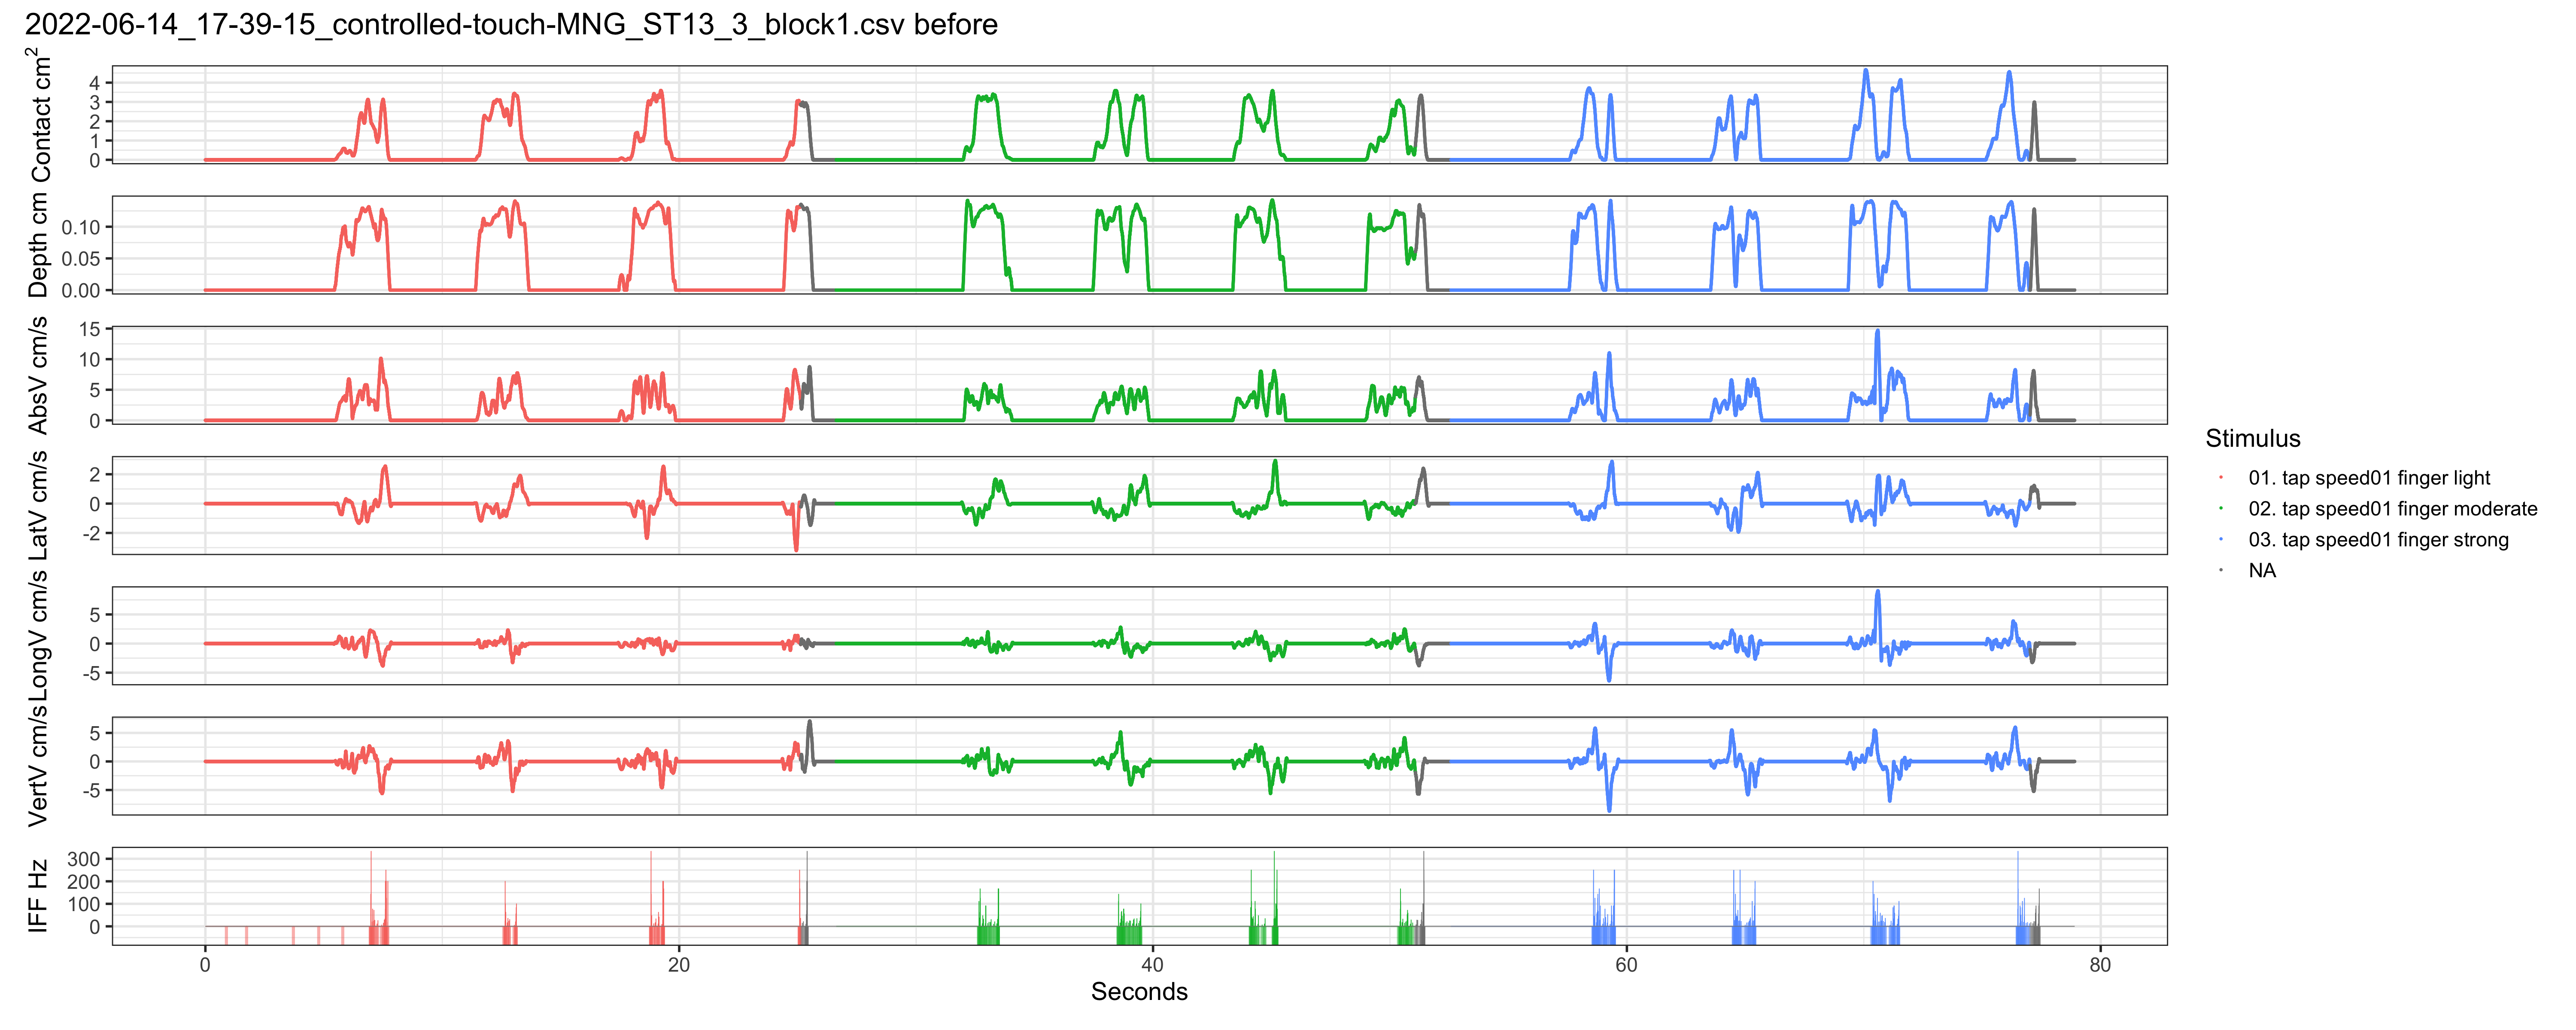 2022-06-14_17-39-15_controlled-touch-MNG_ST13_3_block1.csv before
Contact cm²
4
3
2
1
0
Depth cm
0.10
0.05
0.00
AbsV cm/s
15
10
5
0
LatV cm/s
2
0
-2
LongV cm/s
5
0
-5
VertV cm/s
5
0
-5
IFF Hz
300
200
100
0
0 20 40 60 80
Seconds
Stimulus
01. tap speed01 finger light
02. tap speed01 finger moderate
03. tap speed01 finger strong
NA